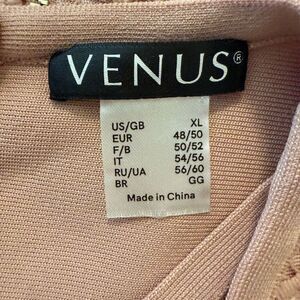 VENUS®
US/GB XL
EUR 48/50
F/B 50/52
IT 54/56
RU/UA 56/60
BR GG
Made in China